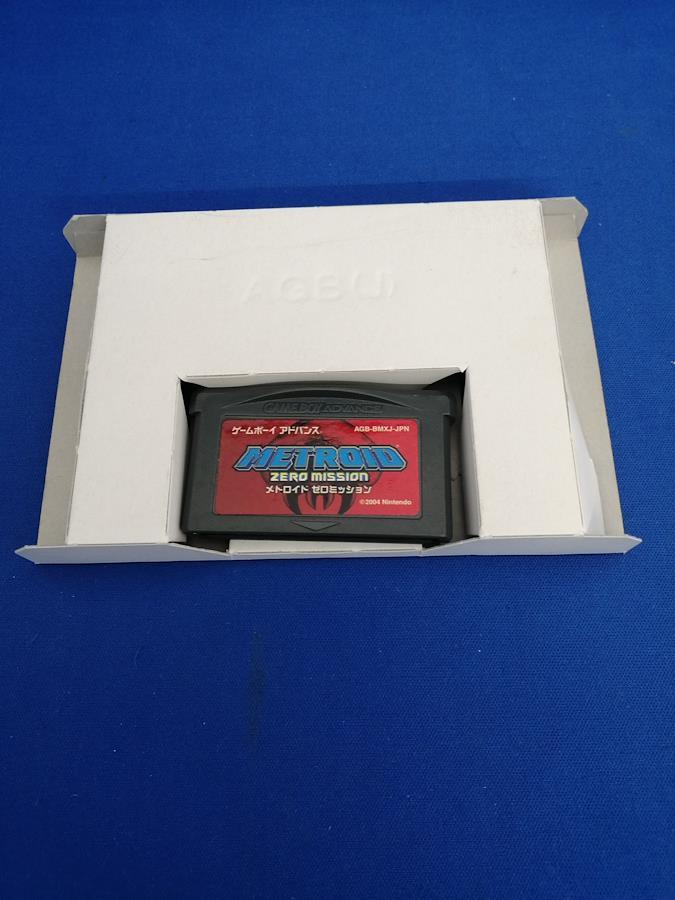 AGB(J)
GAME BOY ADVANCE
ゲームボーイ アドバンス
AGB-BMXJ-JPN
METROID
ZERO MISSION
メトロイド ゼロミッション
©2004 Nintendo